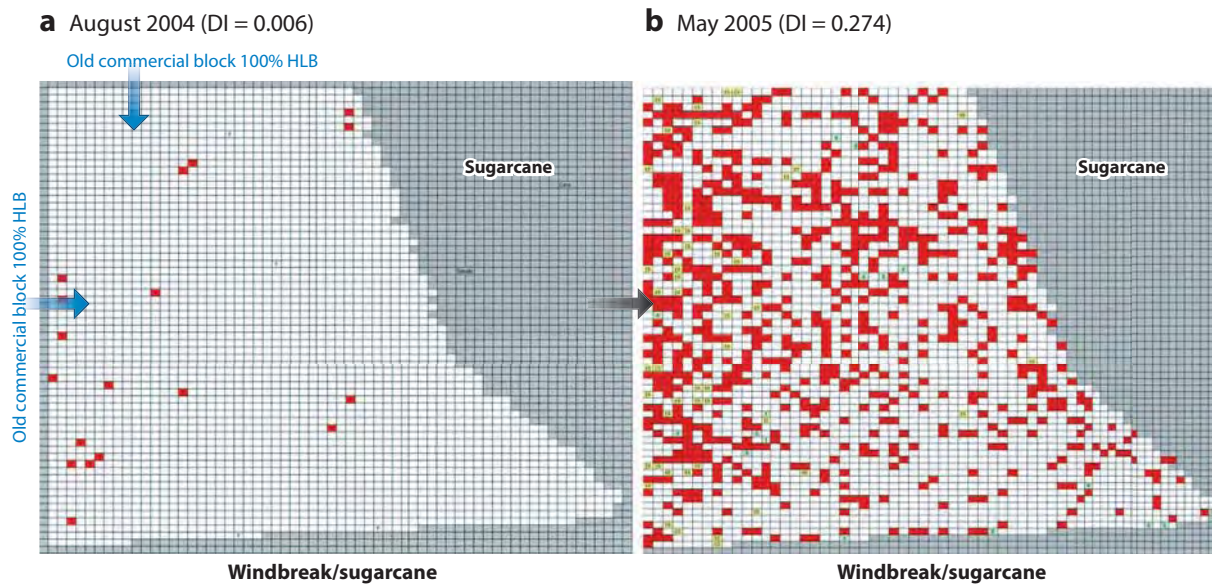 a August 2004 (DI = 0.006)
b May 2005 (DI = 0.274)
Old commercial block 100% HLB
Old commercial block 100% HLB
Sugarcane
Sugarcane
Windbreak/sugarcane
Windbreak/sugarcane